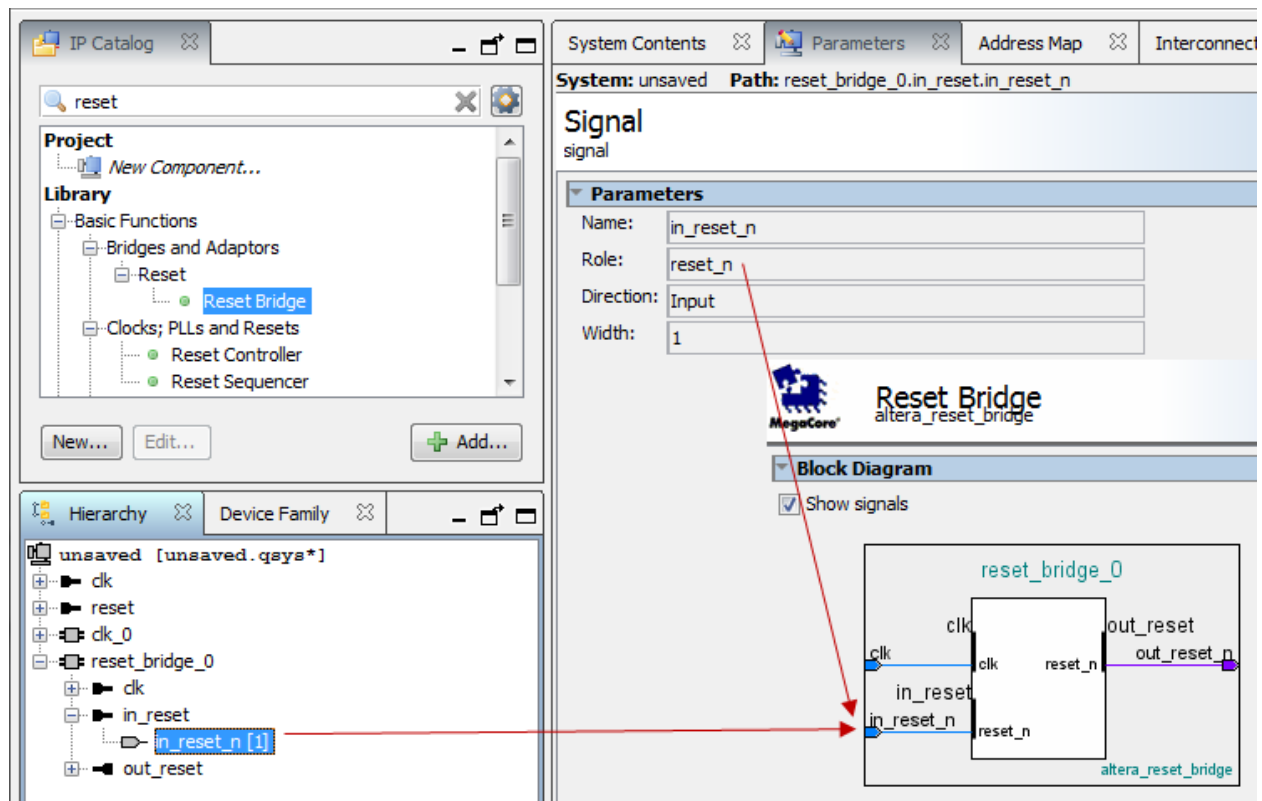 IP Catalog
reset
Project
New Component...
Library
Basic Functions
Bridges and Adaptors
Reset
Reset Bridge
Clocks; PLLs and Resets
Reset Controller
Reset Sequencer
New... Edit... Add...
Hierarchy Device Family
unsaved [unsaved.qsys*]
clk
reset
clk_0
reset_bridge_0
clk
in_reset
in_reset_n [1]
out_reset
System Contents Parameters Address Map Interconnect
System: unsaved Path: reset_bridge_0.in_reset.in_reset_n
Signal
signal
Parameters
Name: in_reset_n
Role: reset_n
Direction: Input
Width: 1
MegaCore®
Reset Bridge
altera_reset_bridge
Block Diagram
Show signals
reset_bridge_0
clk out_reset
clk out_reset_n
clk reset_n
in_reset
in_reset_n
reset_n
altera_reset_bridge